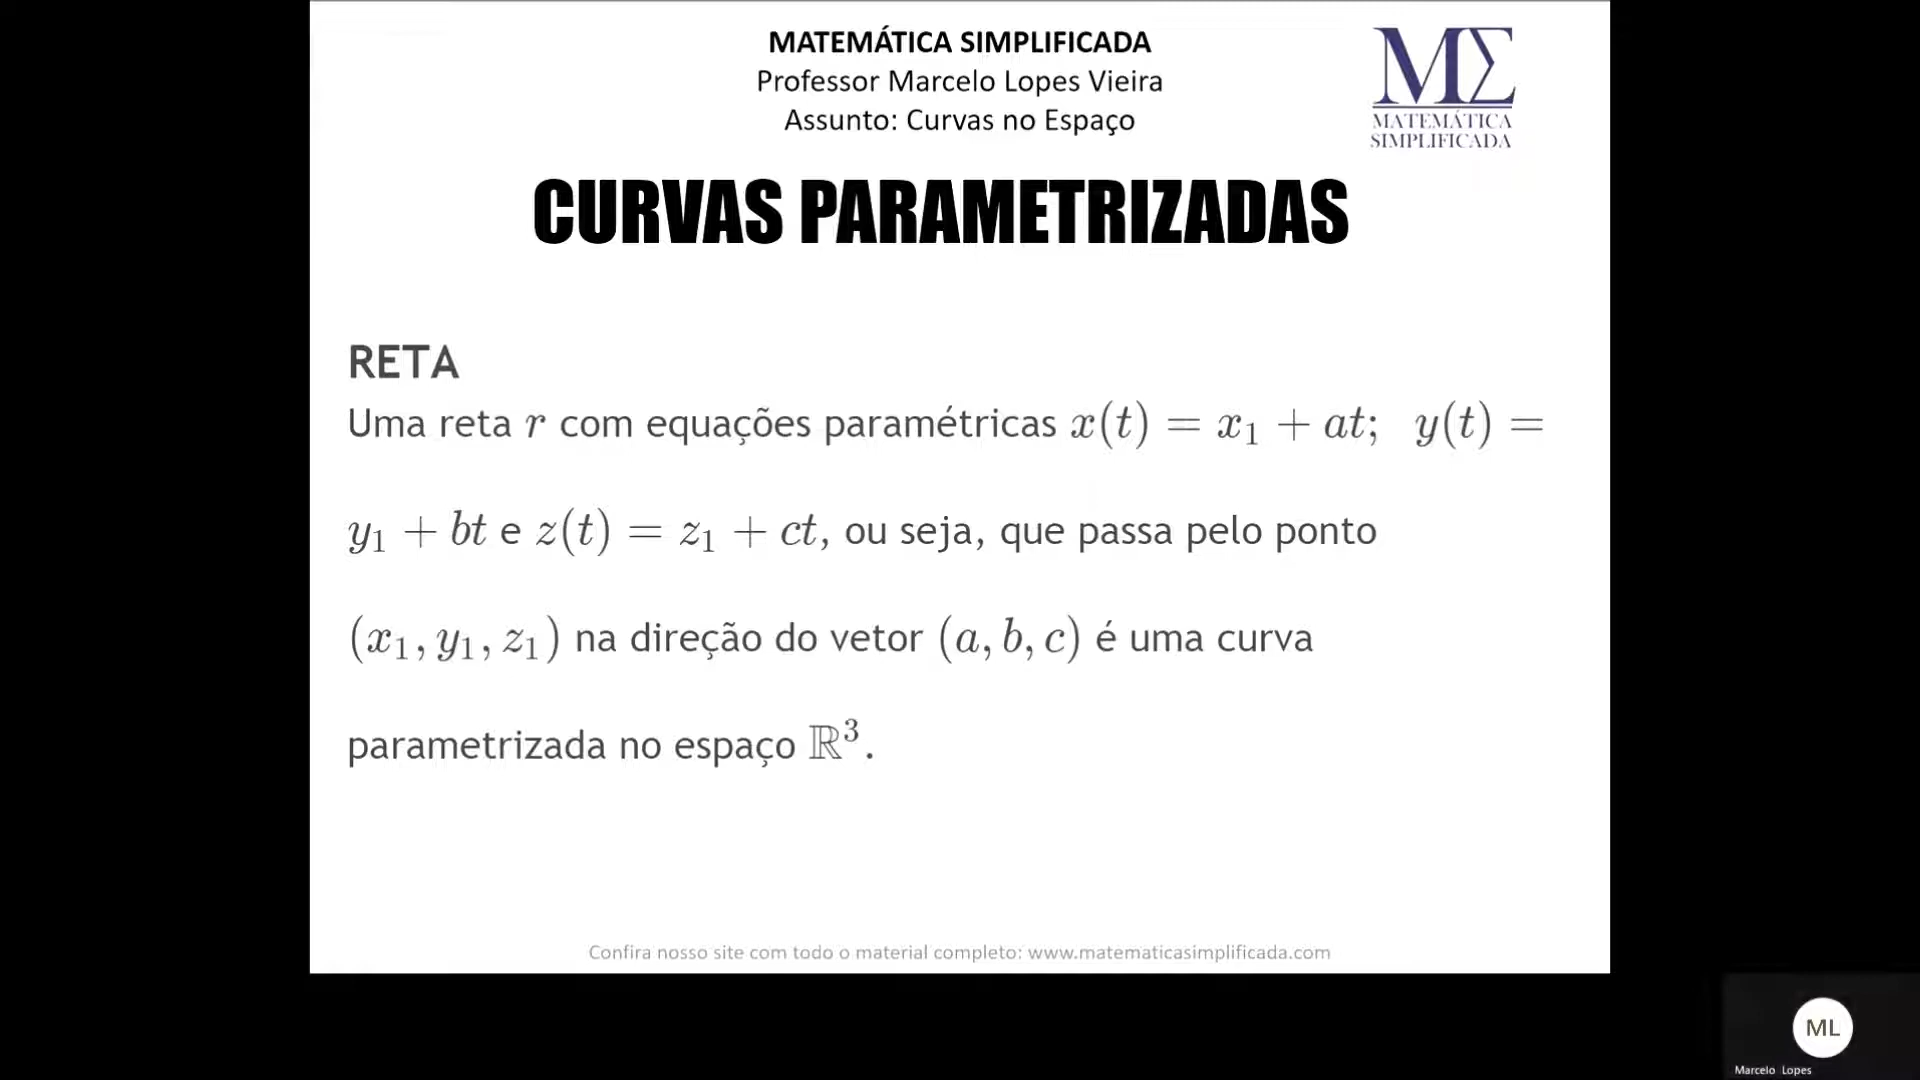 MATEMÁTICA SIMPLIFICADA
Professor Marcelo Lopes Vieira
Assunto: Curvas no Espaço
MΣ
MATEMÁTICA
SIMPLIFICADA
CURVAS PARAMETRIZADAS
RETA
Uma reta r com equações paramétricas x(t) = x₁ + at; y(t) =
y₁ + bt e z(t) = z₁ + ct, ou seja, que passa pelo ponto
(x₁, y₁, z₁) na direção do vetor (a, b, c) é uma curva
parametrizada no espaço ℝ³.
Confira nosso site com todo o material completo: www.matematicasimplificada.com
ML
Marcelo Lopes